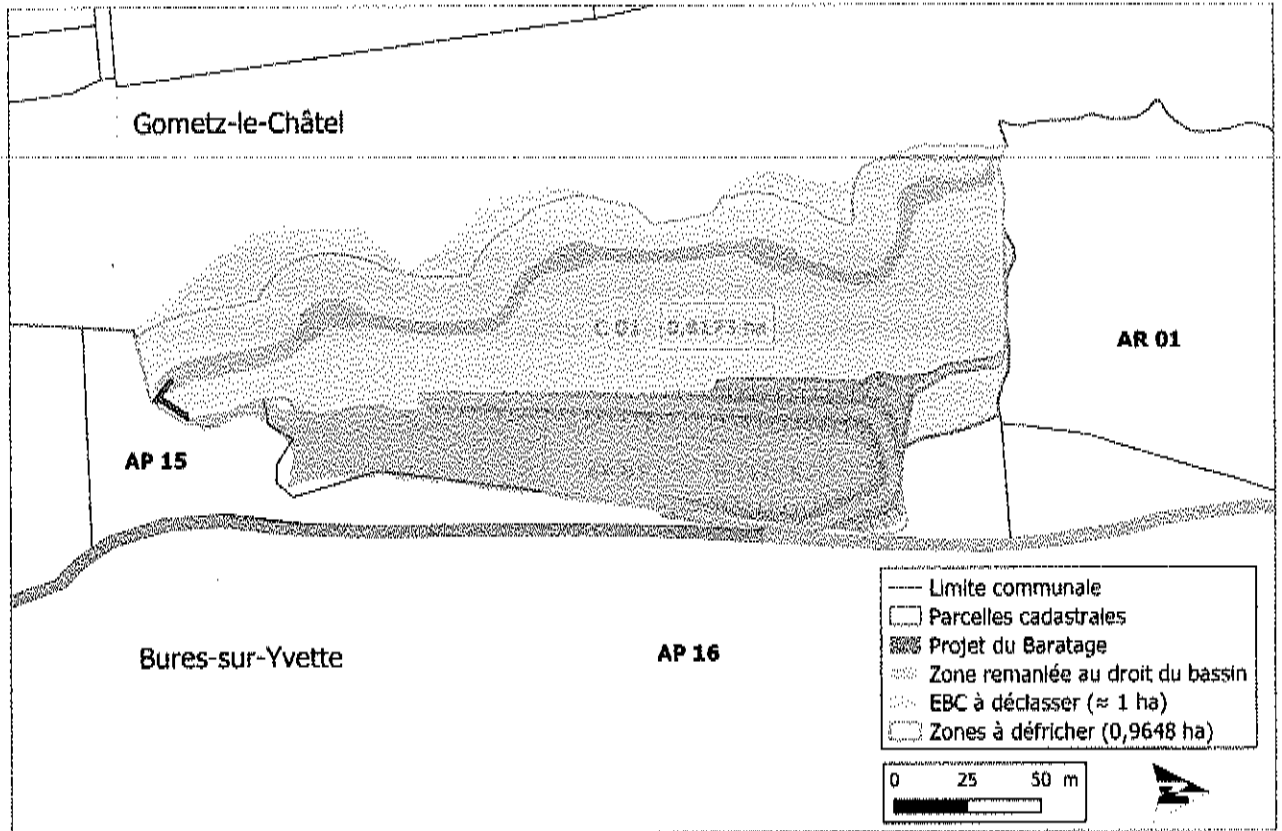 Gometz-le-Châtel
AR 01
AP 15
Bures-sur-Yvette
AP 16
Limite communale
Parcelles cadastrales
Projet du Baratage
Zone remaniée au droit du bassin
EBC à déclasser (≈ 1 ha)
Zones à défricher (0,9648 ha)
0 25 50 m